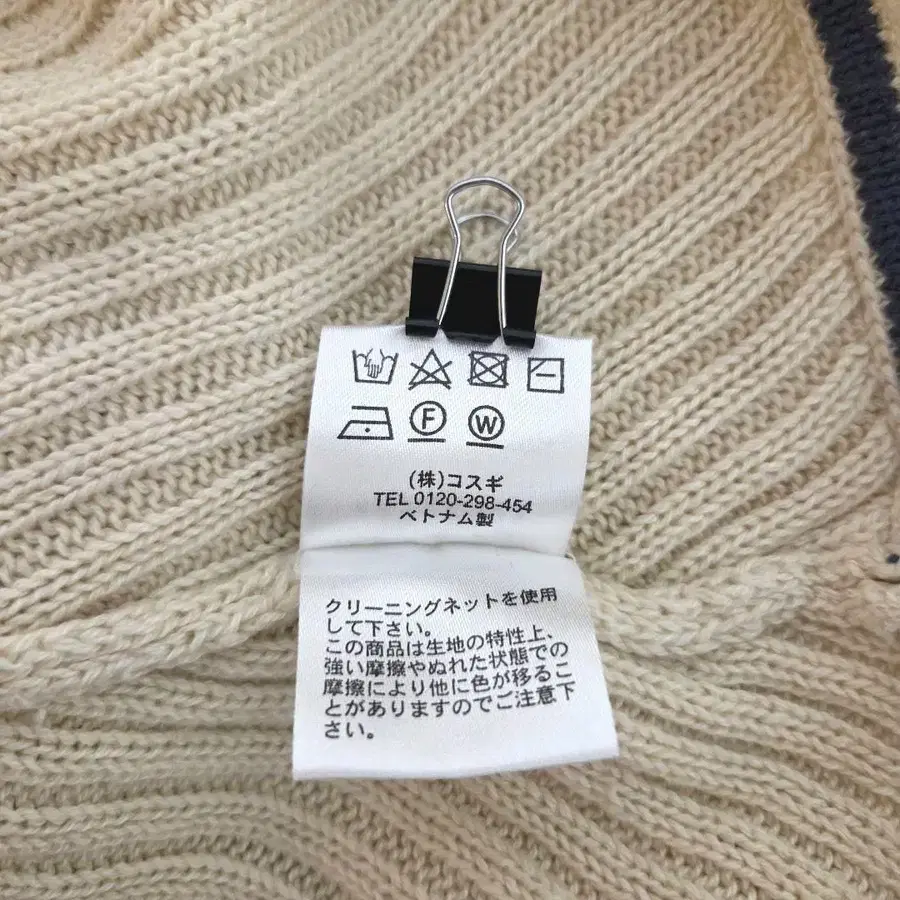 F W
(株)コスギ
TEL 0120-298-454
ベトナム製
クリーニングネットを使用
して下さい。
この商品は生地の特性上、
強い摩擦やぬれた状態での
摩擦により他に色が移るこ
とがありますのでご注意下
さい。